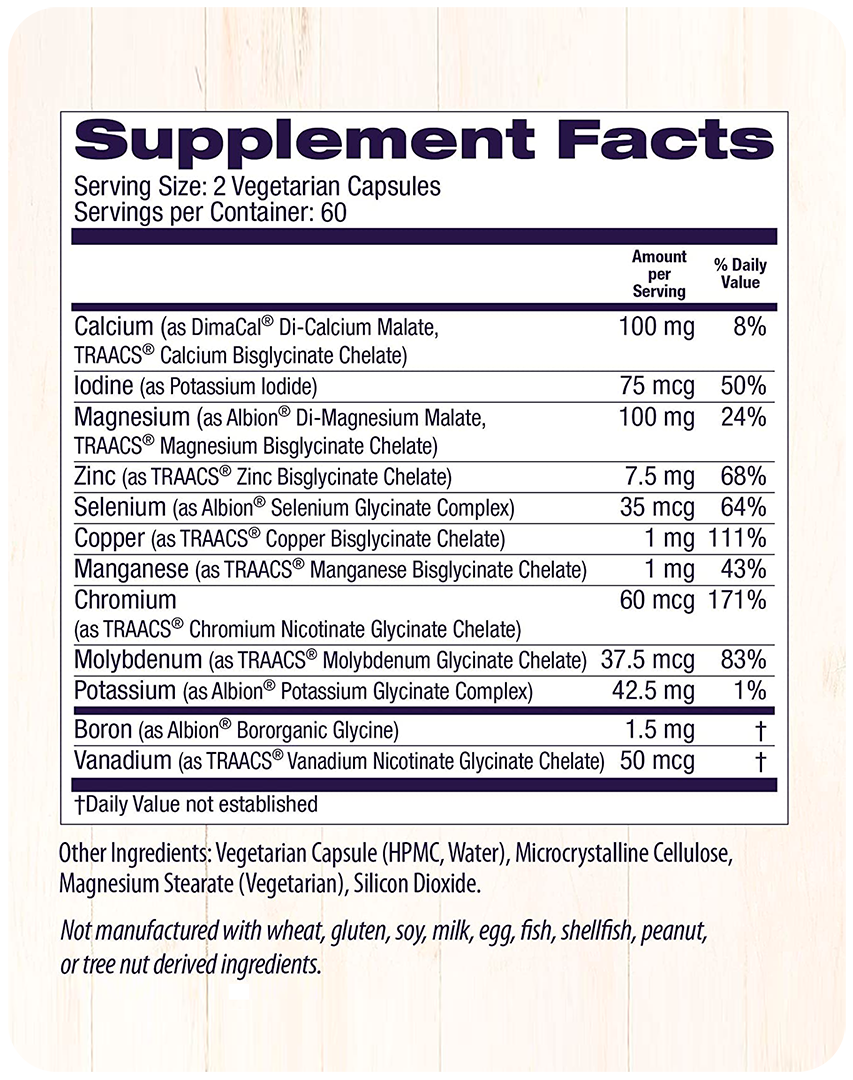 Supplement Facts
Serving Size: 2 Vegetarian Capsules
Servings per Container: 60
Amount
per
Serving
% Daily
Value
Calcium (as DimaCal® Di-Calcium Malate,
TRAACS® Calcium Bisglycinate Chelate) 100 mg 8%
Iodine (as Potassium Iodide) 75 mcg 50%
Magnesium (as Albion® Di-Magnesium Malate,
TRAACS® Magnesium Bisglycinate Chelate) 100 mg 24%
Zinc (as TRAACS® Zinc Bisglycinate Chelate) 7.5 mg 68%
Selenium (as Albion® Selenium Glycinate Complex) 35 mcg 64%
Copper (as TRAACS® Copper Bisglycinate Chelate) 1 mg 111%
Manganese (as TRAACS® Manganese Bisglycinate Chelate) 1 mg 43%
Chromium 60 mcg 171%
(as TRAACS® Chromium Nicotinate Glycinate Chelate)
Molybdenum (as TRAACS® Molybdenum Glycinate Chelate) 37.5 mcg 83%
Potassium (as Albion® Potassium Glycinate Complex) 42.5 mg 1%
Boron (as Albion® Bororganic Glycine) 1.5 mg †
Vanadium (as TRAACS® Vanadium Nicotinate Glycinate Chelate) 50 mcg †
†Daily Value not established
Other Ingredients: Vegetarian Capsule (HPMC, Water), Microcrystalline Cellulose,
Magnesium Stearate (Vegetarian), Silicon Dioxide.
Not manufactured with wheat, gluten, soy, milk, egg, fish, shellfish, peanut,
or tree nut derived ingredients.